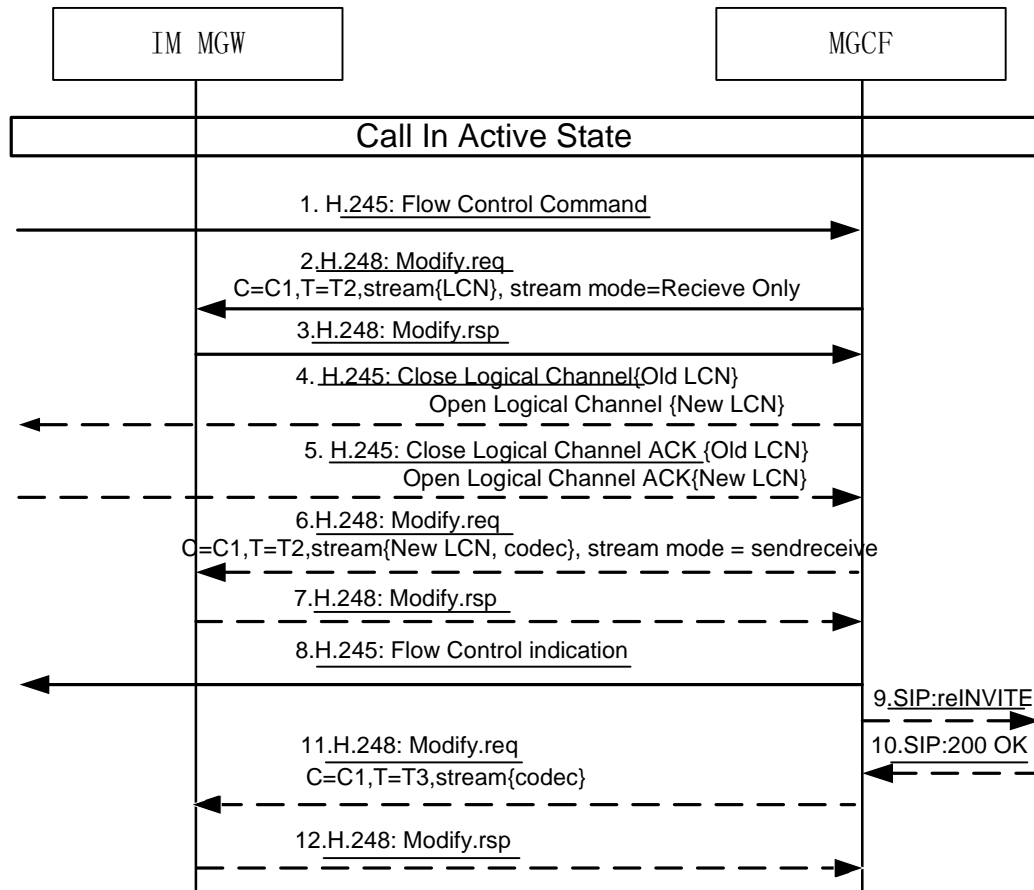 IM MGW
MGCF
Call In Active State
1. H.245: Flow Control Command
2.H.248: Modify.req
C=C1,T=T2,stream{LCN}, stream mode=Recieve Only
3.H.248: Modify.rsp
4. H.245: Close Logical Channel{Old LCN}
Open Logical Channel {New LCN}
5. H.245: Close Logical Channel ACK {Old LCN}
Open Logical Channel ACK{New LCN}
6.H.248: Modify.req
C=C1,T=T2,stream{New LCN, codec}, stream mode = sendreceive
7.H.248: Modify.rsp
8.H.245: Flow Control indication
9.SIP:reINVITE
10.SIP:200 OK
11.H.248: Modify.req
C=C1,T=T3,stream{codec}
12.H.248: Modify.rsp